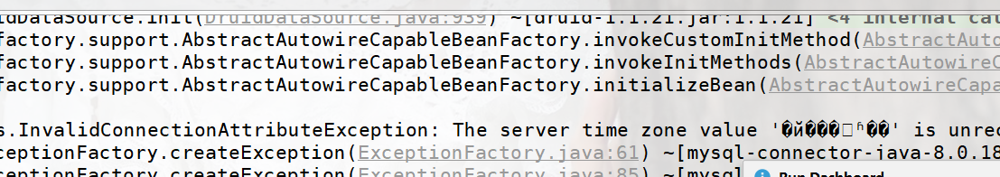 idDataSource.init(DruidDataSource.java:939) ~[druid-1.1.21.jar:1.1.21] <4 internal cal
factory.support.AbstractAutowireCapableBeanFactory.invokeCustomInitMethod(AbstractAuto
factory.support.AbstractAutowireCapableBeanFactory.invokeInitMethods(AbstractAutowireC
factory.support.AbstractAutowireCapableBeanFactory.initializeBean(AbstractAutowireCapa
s.InvalidConnectionAttributeException: The server time zone value '�й���׼ʱ��' is unrec
ceptionFactory.createException(ExceptionFactory.java:61) ~[mysql-connector-java-8.0.18
ceptionFactory.createException(ExceptionFactory.java:85) ~[mysql
Run Dashboard